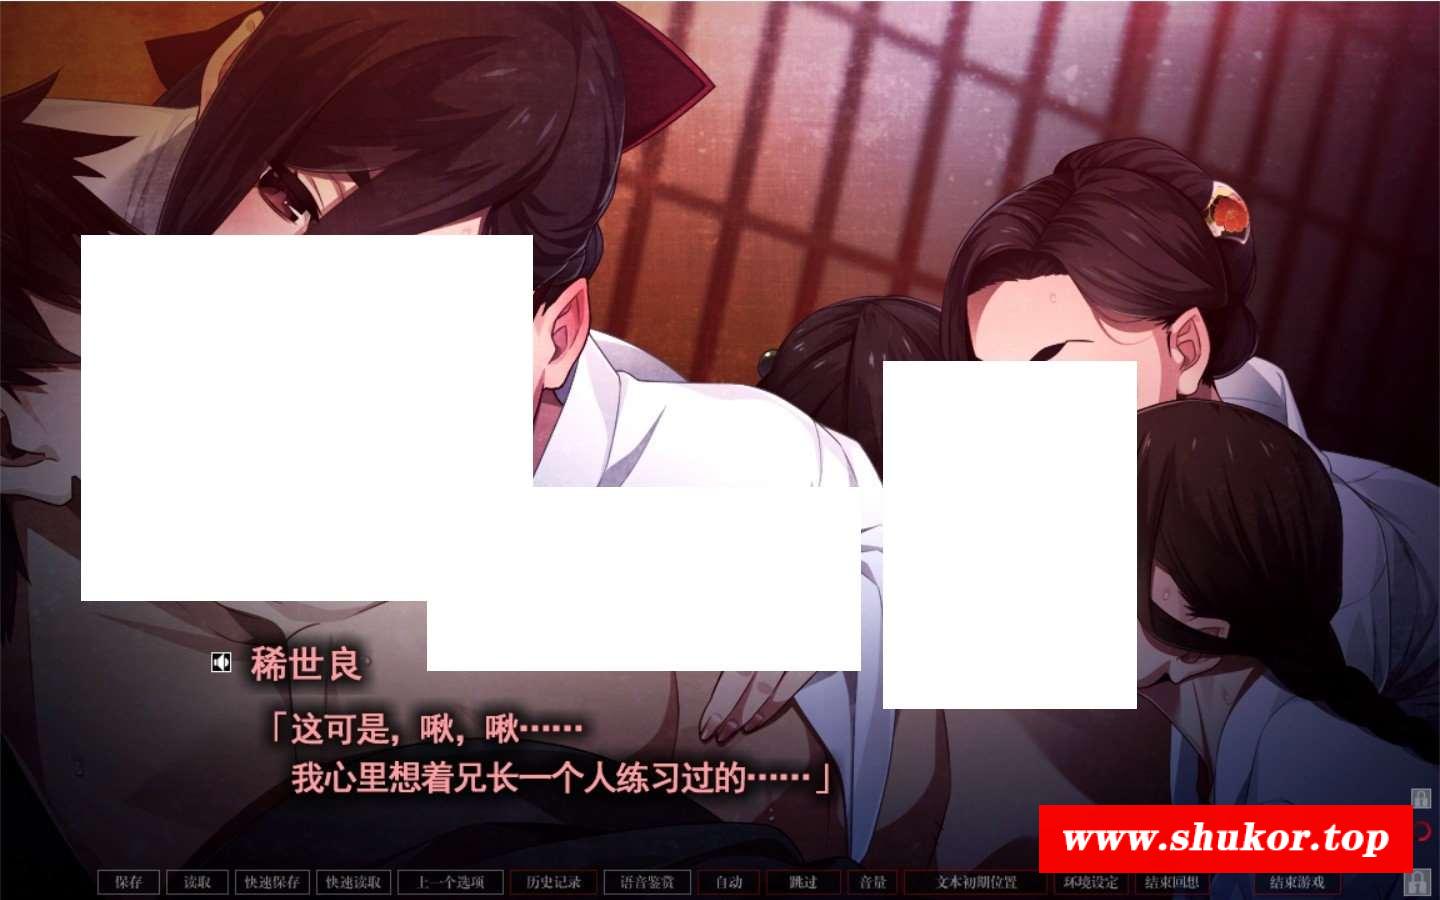 稀世良
「这可是，啾，啾……
我心里想着兄长一个人练习过的……」
www.shukor.top
保存 读取 快速保存 快速读取 上一个选项 历史记录 语音鉴赏 自动 跳过 音量 文本初期位置 环境设定 结束回想 结束游戏